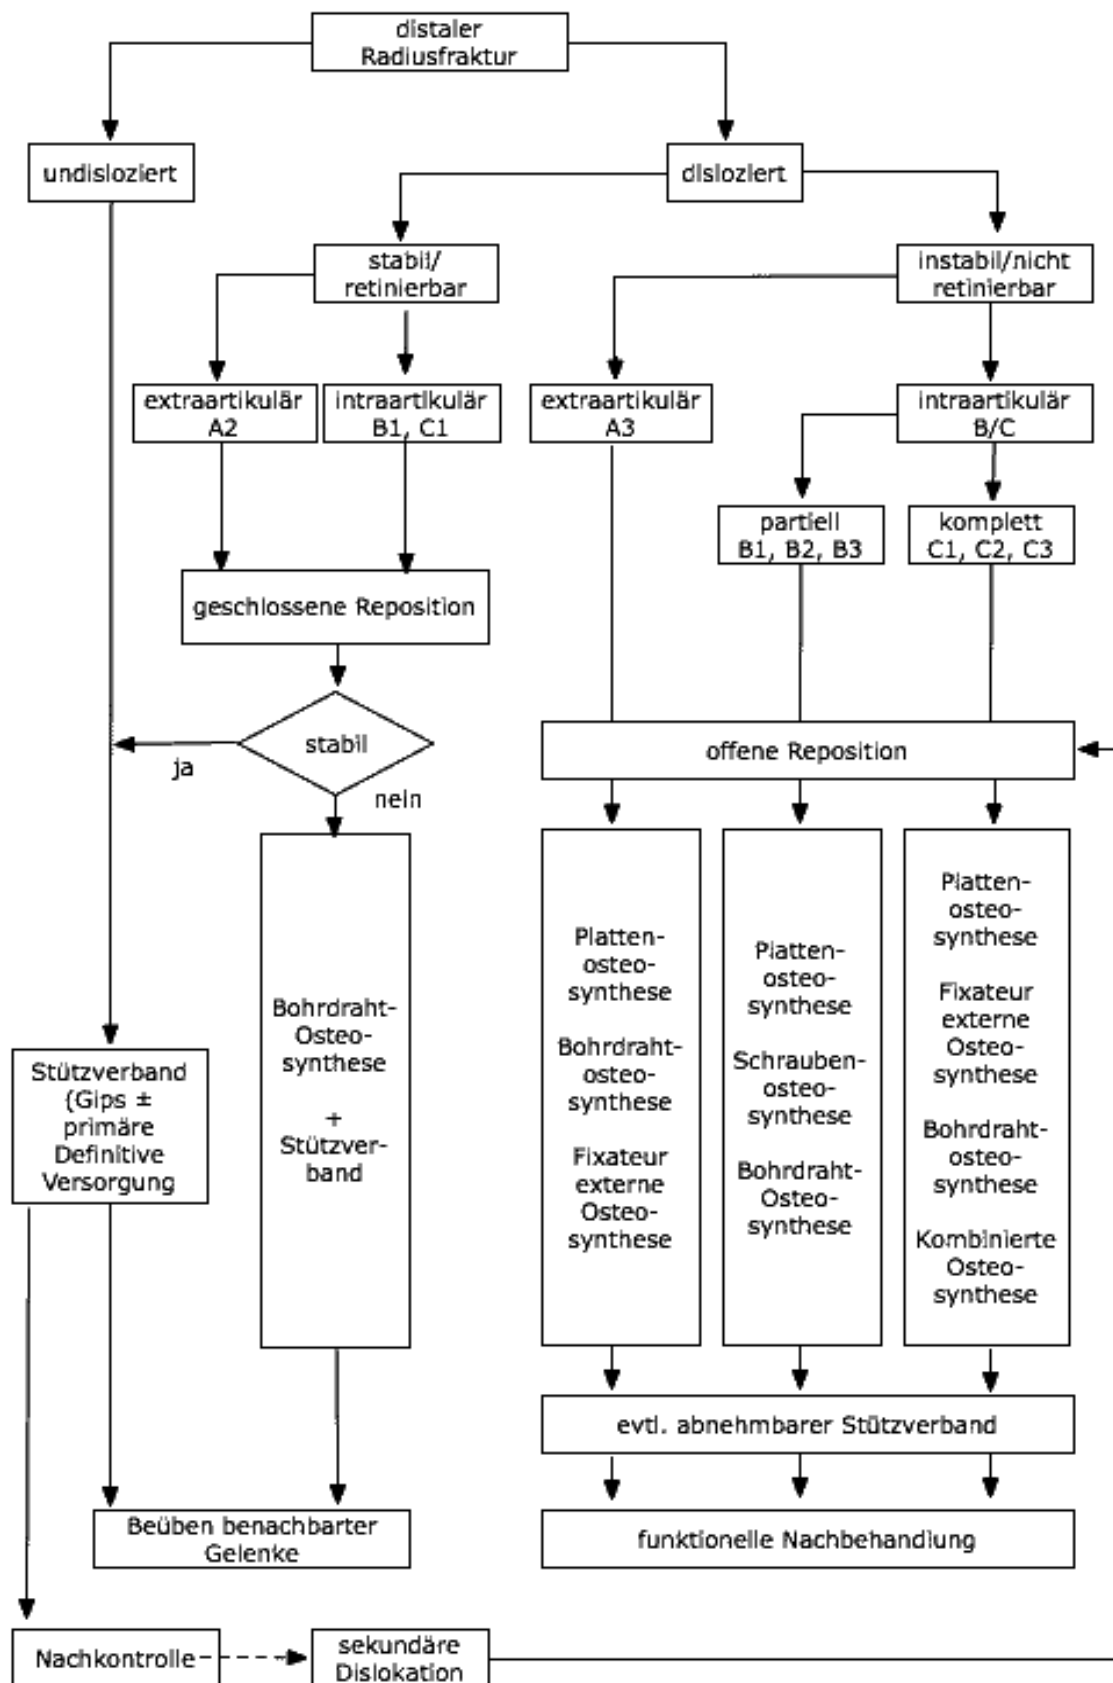 distaler
Radiusfraktur
undisloziert
disloziert
stabil/
retinierbar
instabil/nicht
retinierbar
extraartikulär
A2
intraartikulär
B1, C1
extraartikulär
A3
intraartikulär
B/C
partiell
B1, B2, B3
komplett
C1, C2, C3
geschlossene Reposition
stabil
ja
nein
offene Reposition
Stützverband
(Gips ±
primäre
Definitive
Versorgung
Bohrdraht-
Osteo-
synthese
+
Stützver-
band
Platten-
osteo-
synthese
Bohrdraht-
osteo-
synthese
Fixateur
externe
Osteo-
synthese
Platten-
osteo-
synthese
Schrauben-
osteo-
synthese
Bohrdraht-
Osteo-
synthese
Platten-
osteo-
synthese
Fixateur
externe
Osteo-
synthese
Bohrdraht-
osteo-
synthese
Kombinierte
Osteo-
synthese
evtl. abnehmbarer Stützverband
Beüben benachbarter
Gelenke
funktionelle Nachbehandlung
Nachkontrolle
sekundäre
Dislokation